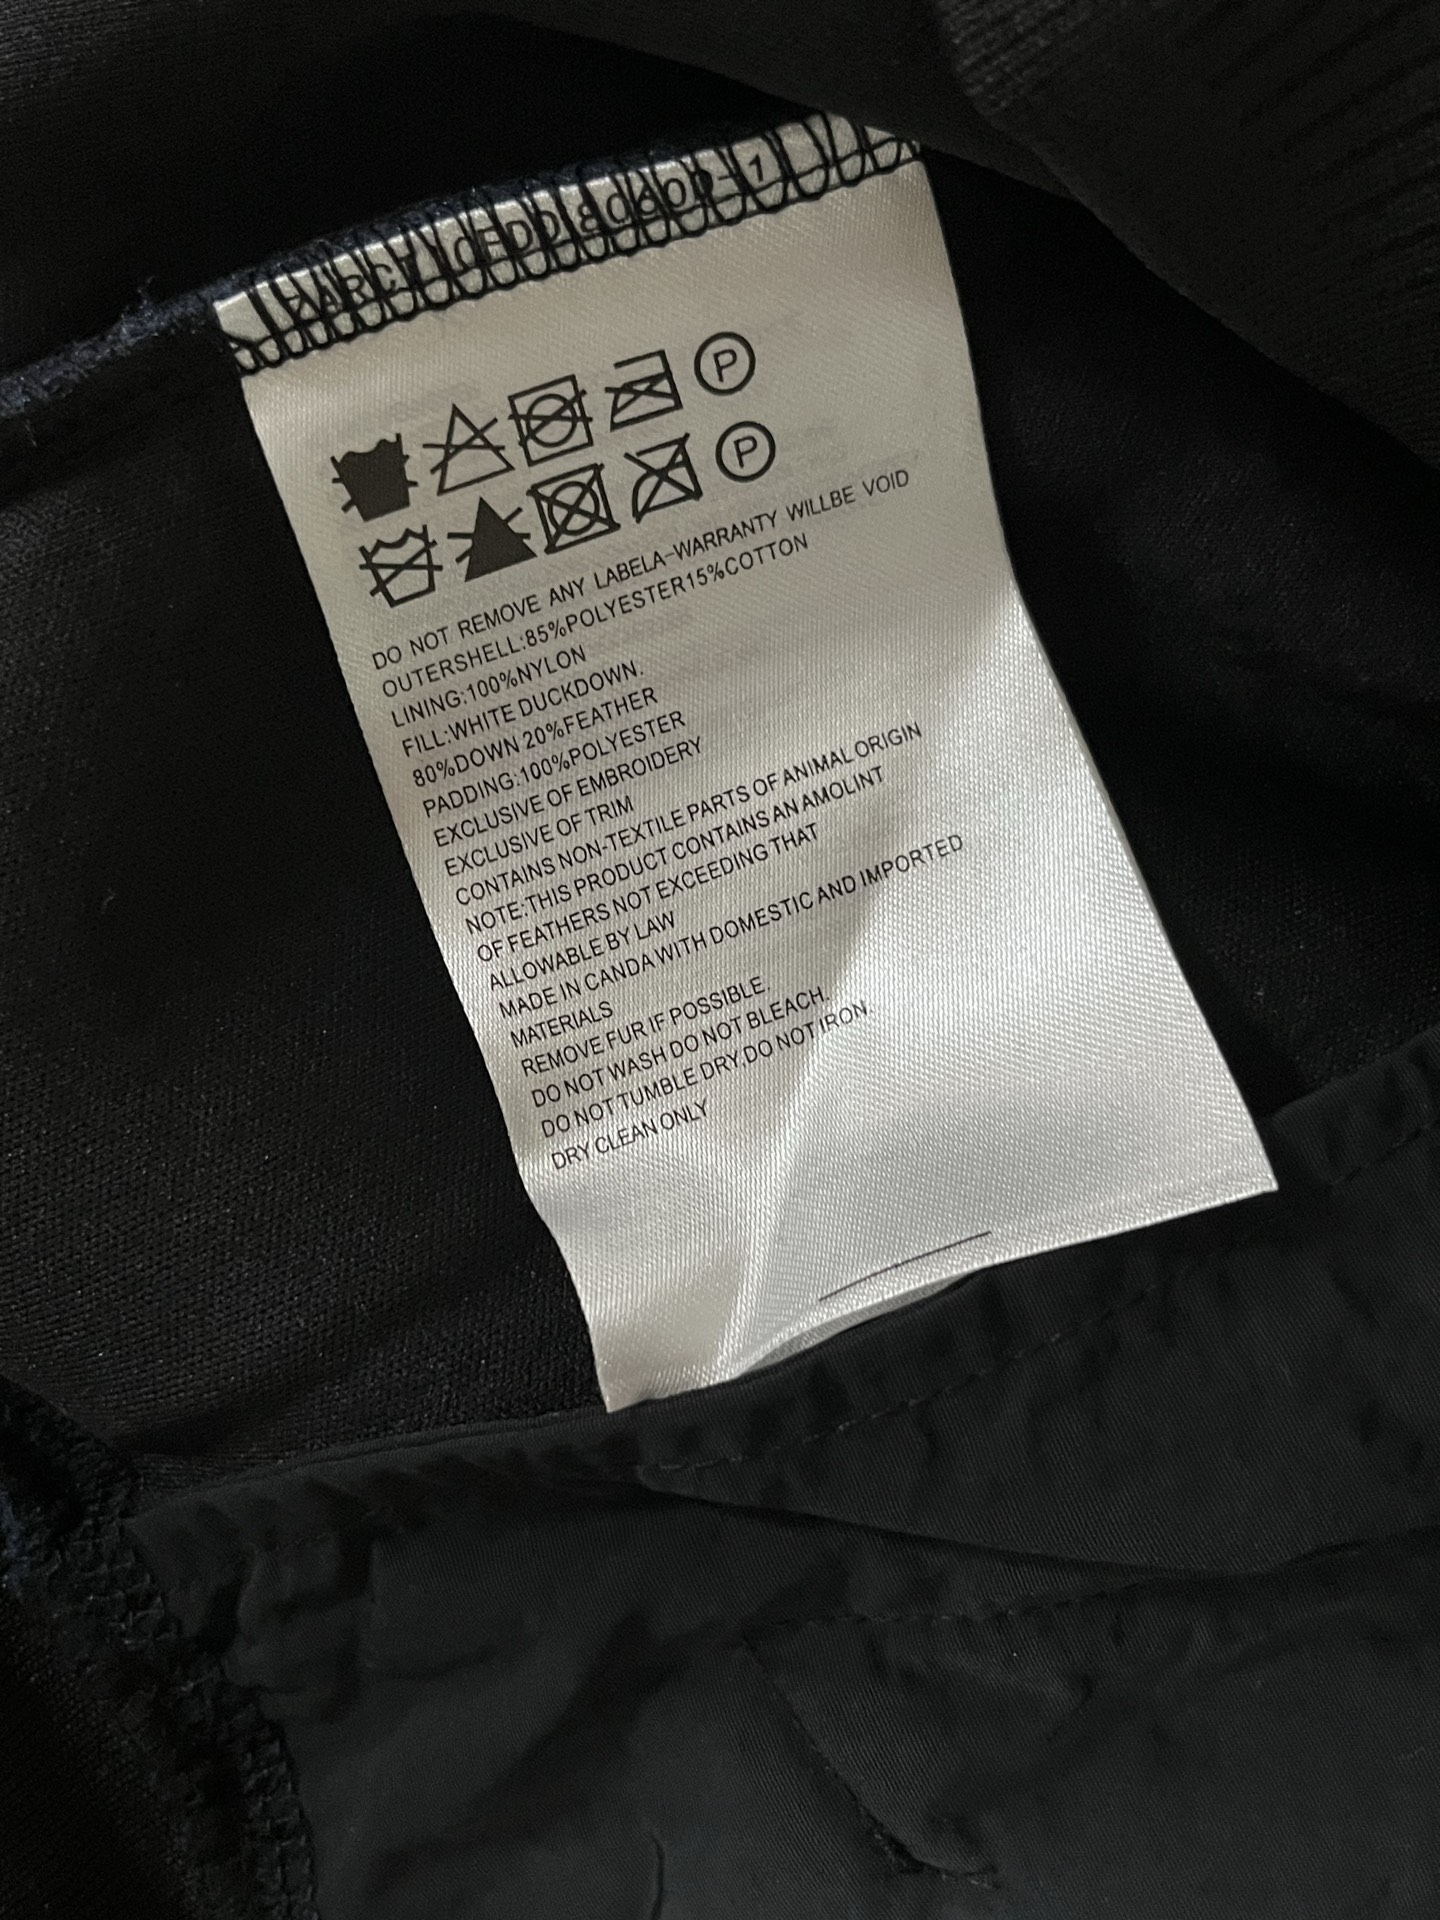 P
P
DO NOT REMOVE ANY LABELA-WARRANTY WILLBE VOID
OUTERSHELL:85%POLYESTER15%COTTON
LINING:100%NYLON
FILL:WHITE DUCKDOWN.
80%DOWN 20%FEATHER
PADDING:100%POLYESTER
EXCLUSIVE OF EMBROIDERY
EXCLUSIVE OF TRIM
CONTAINS NON-TEXTILE PARTS OF ANIMAL ORIGIN
NOTE:THIS PRODUCT CONTAINS AN AMOLINT
OF FEATHERS NOT EXCEEDING THAT
ALLOWABLE BY LAW
MADE IN CANDA WITH DOMESTIC AND IMPORTED
MATERIALS
REMOVE FUR IF POSSIBLE.
DO NOT WASH DO NOT BLEACH.
DO NOT TUMBLE DRY,DO NOT IRON.
DRY CLEAN ONLY